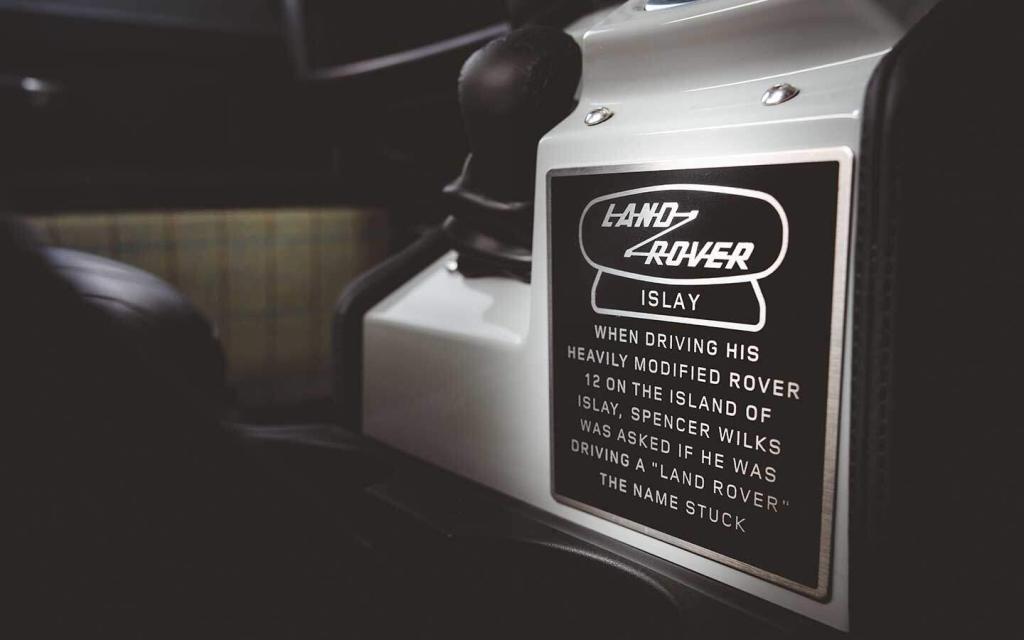 LAND
ROVER
ISLAY
WHEN DRIVING HIS
HEAVILY MODIFIED ROVER
12 ON THE ISLAND OF
ISLAY, SPENCER WILKS
WAS ASKED IF HE WAS
DRIVING A "LAND ROVER"
THE NAME STUCK